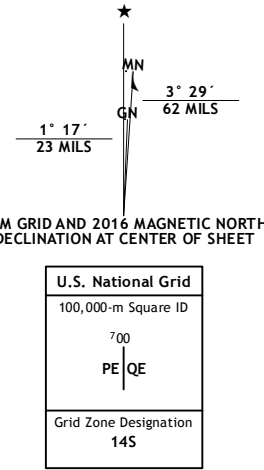 MN
3° 29´
62 MILS
GN
1° 17´
23 MILS
M GRID AND 2016 MAGNETIC NORTH
DECLINATION AT CENTER OF SHEET
U.S. National Grid
100,000-m Square ID
700
PE QE
Grid Zone Designation
14S